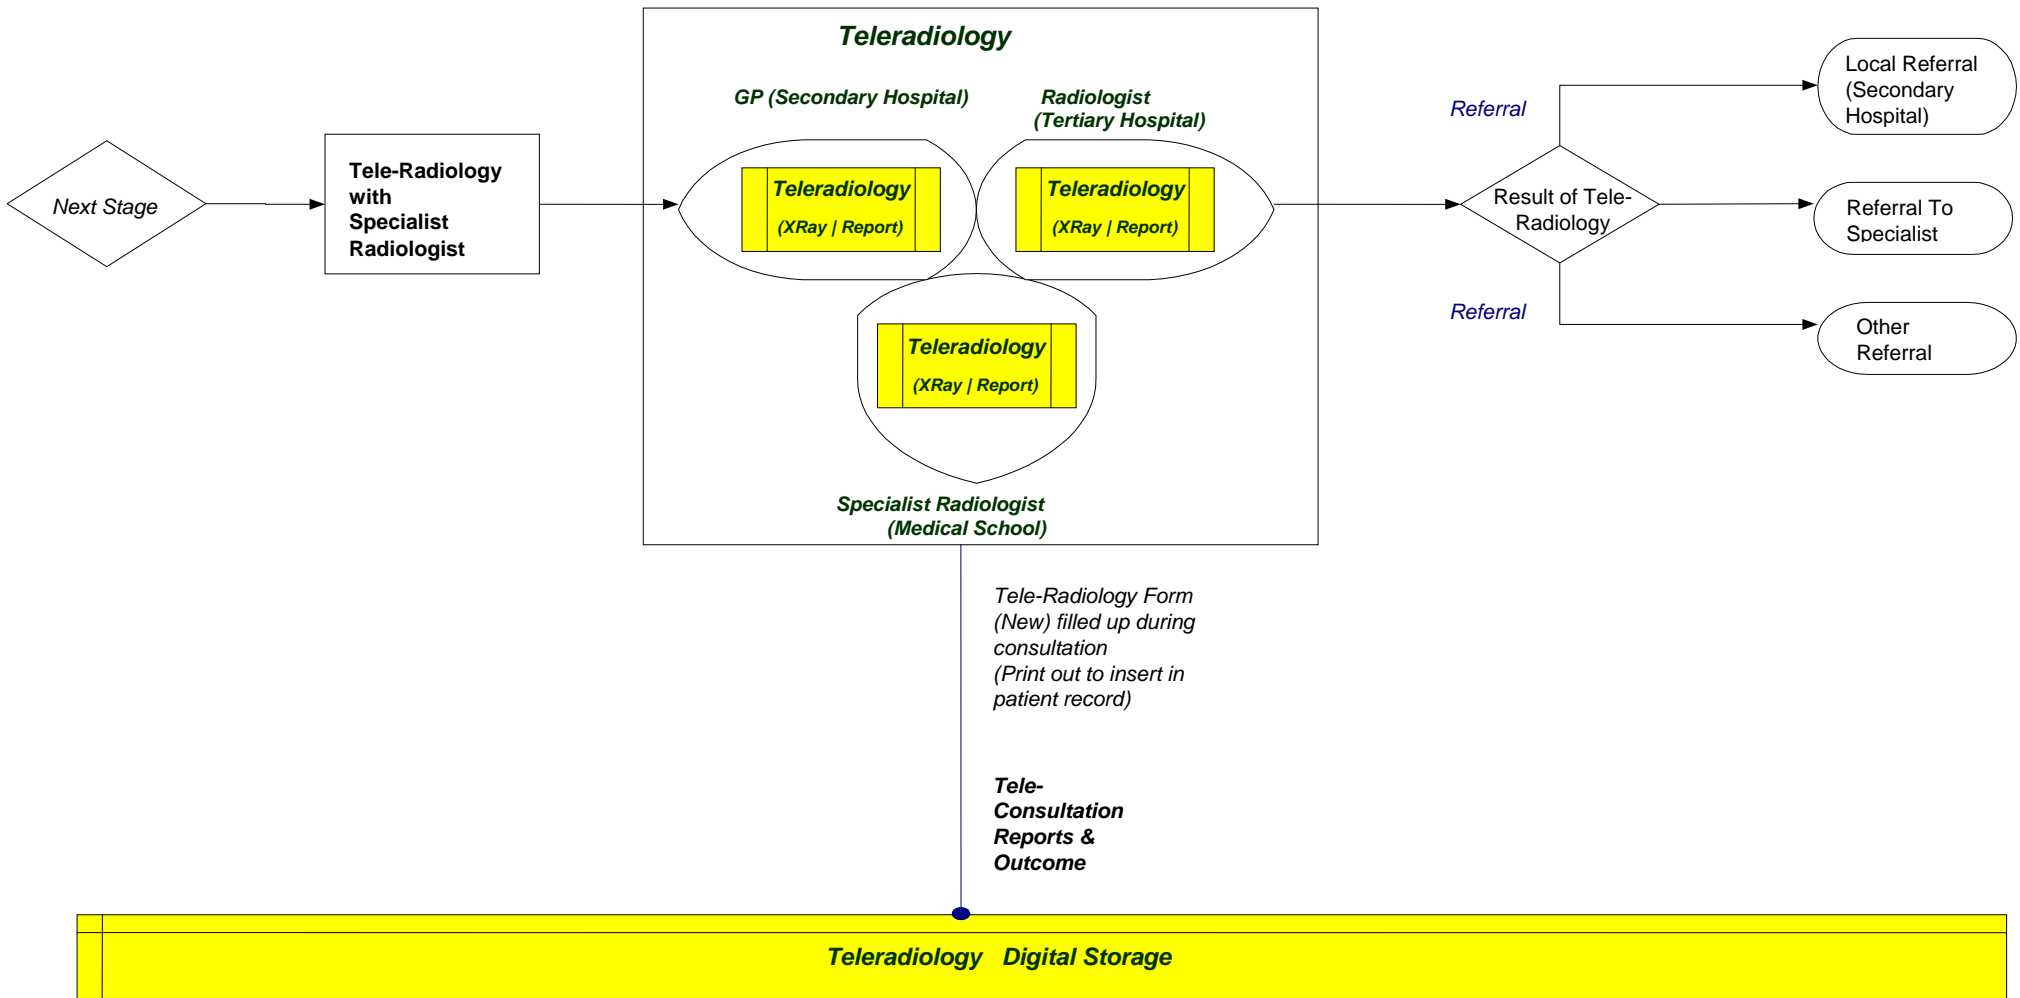 Teleradiology
GP (Secondary Hospital)
Radiologist
(Tertiary Hospital)
Next Stage
Tele-Radiology
with
Specialist
Radiologist
Teleradiology
(XRay | Report)
Teleradiology
(XRay | Report)
Teleradiology
(XRay | Report)
Specialist Radiologist
(Medical School)
Referral
Result of Tele-
Radiology
Referral
Local Referral
(Secondary
Hospital)
Referral To
Specialist
Other
Referral
Tele-Radiology Form
(New) filled up during
consultation
(Print out to insert in
patient record)
Tele-
Consultation
Reports &
Outcome
Teleradiology Digital Storage